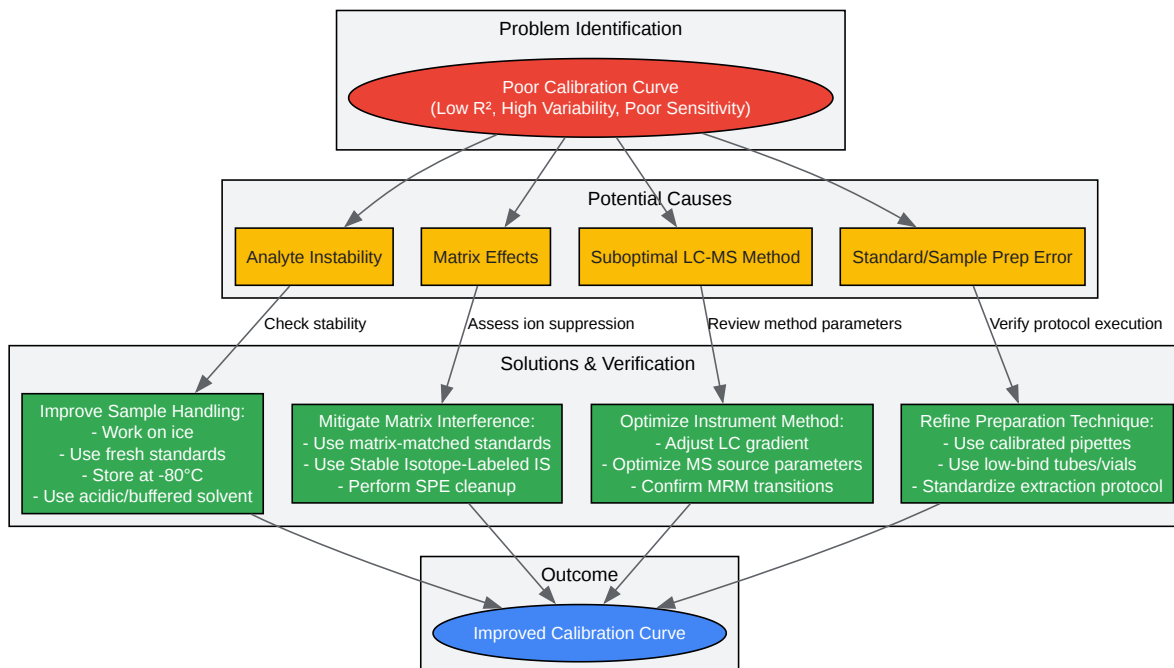 Problem Identification
Poor Calibration Curve
(Low R², High Variability, Poor Sensitivity)
Potential Causes
Analyte Instability
Matrix Effects
Suboptimal LC-MS Method
Standard/Sample Prep Error
Check stability
Assess ion suppression
Review method parameters
Verify protocol execution
Solutions & Verification
Improve Sample Handling:
- Work on ice
- Use fresh standards
- Store at -80°C
- Use acidic/buffered solvent
Mitigate Matrix Interference:
- Use matrix-matched standards
- Use Stable Isotope-Labeled IS
- Perform SPE cleanup
Optimize Instrument Method:
- Adjust LC gradient
- Optimize MS source parameters
- Confirm MRM transitions
Refine Preparation Technique:
- Use calibrated pipettes
- Use low-bind tubes/vials
- Standardize extraction protocol
Outcome
Improved Calibration Curve